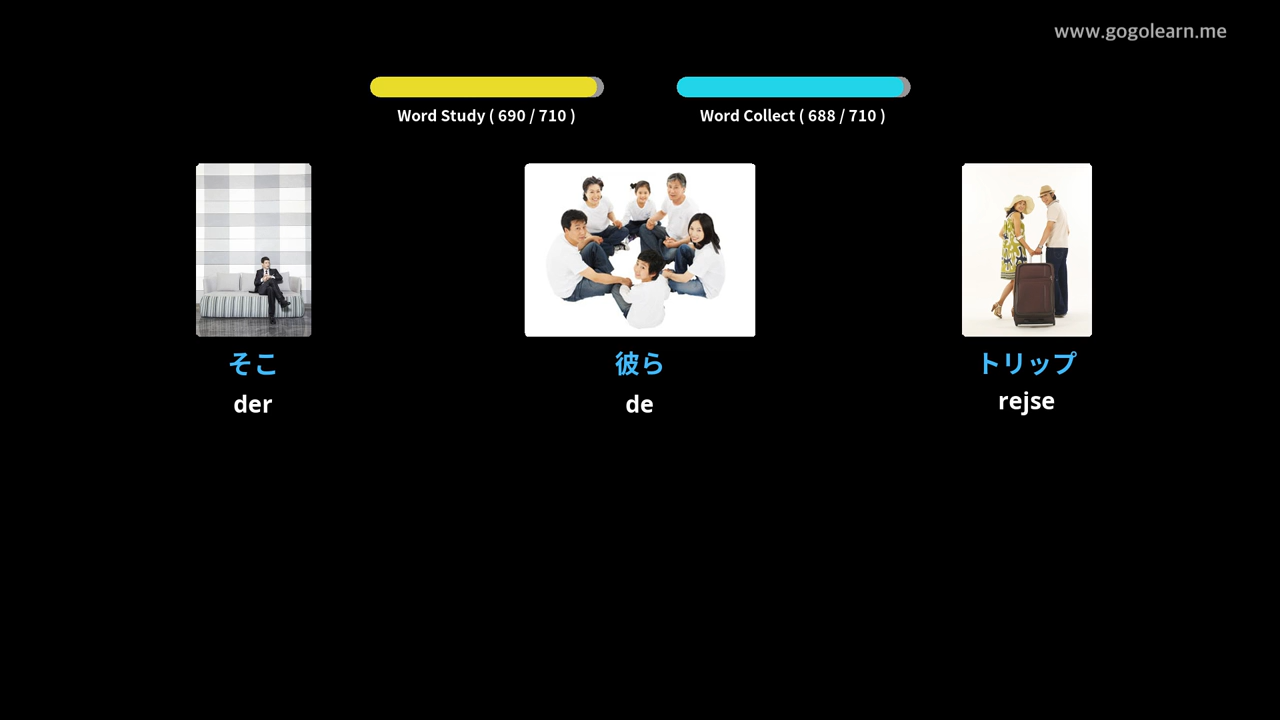 www.gogolearn.me
Word Study ( 690 / 710 )
Word Collect ( 688 / 710 )
そこ
der
彼ら
de
トリップ
rejse